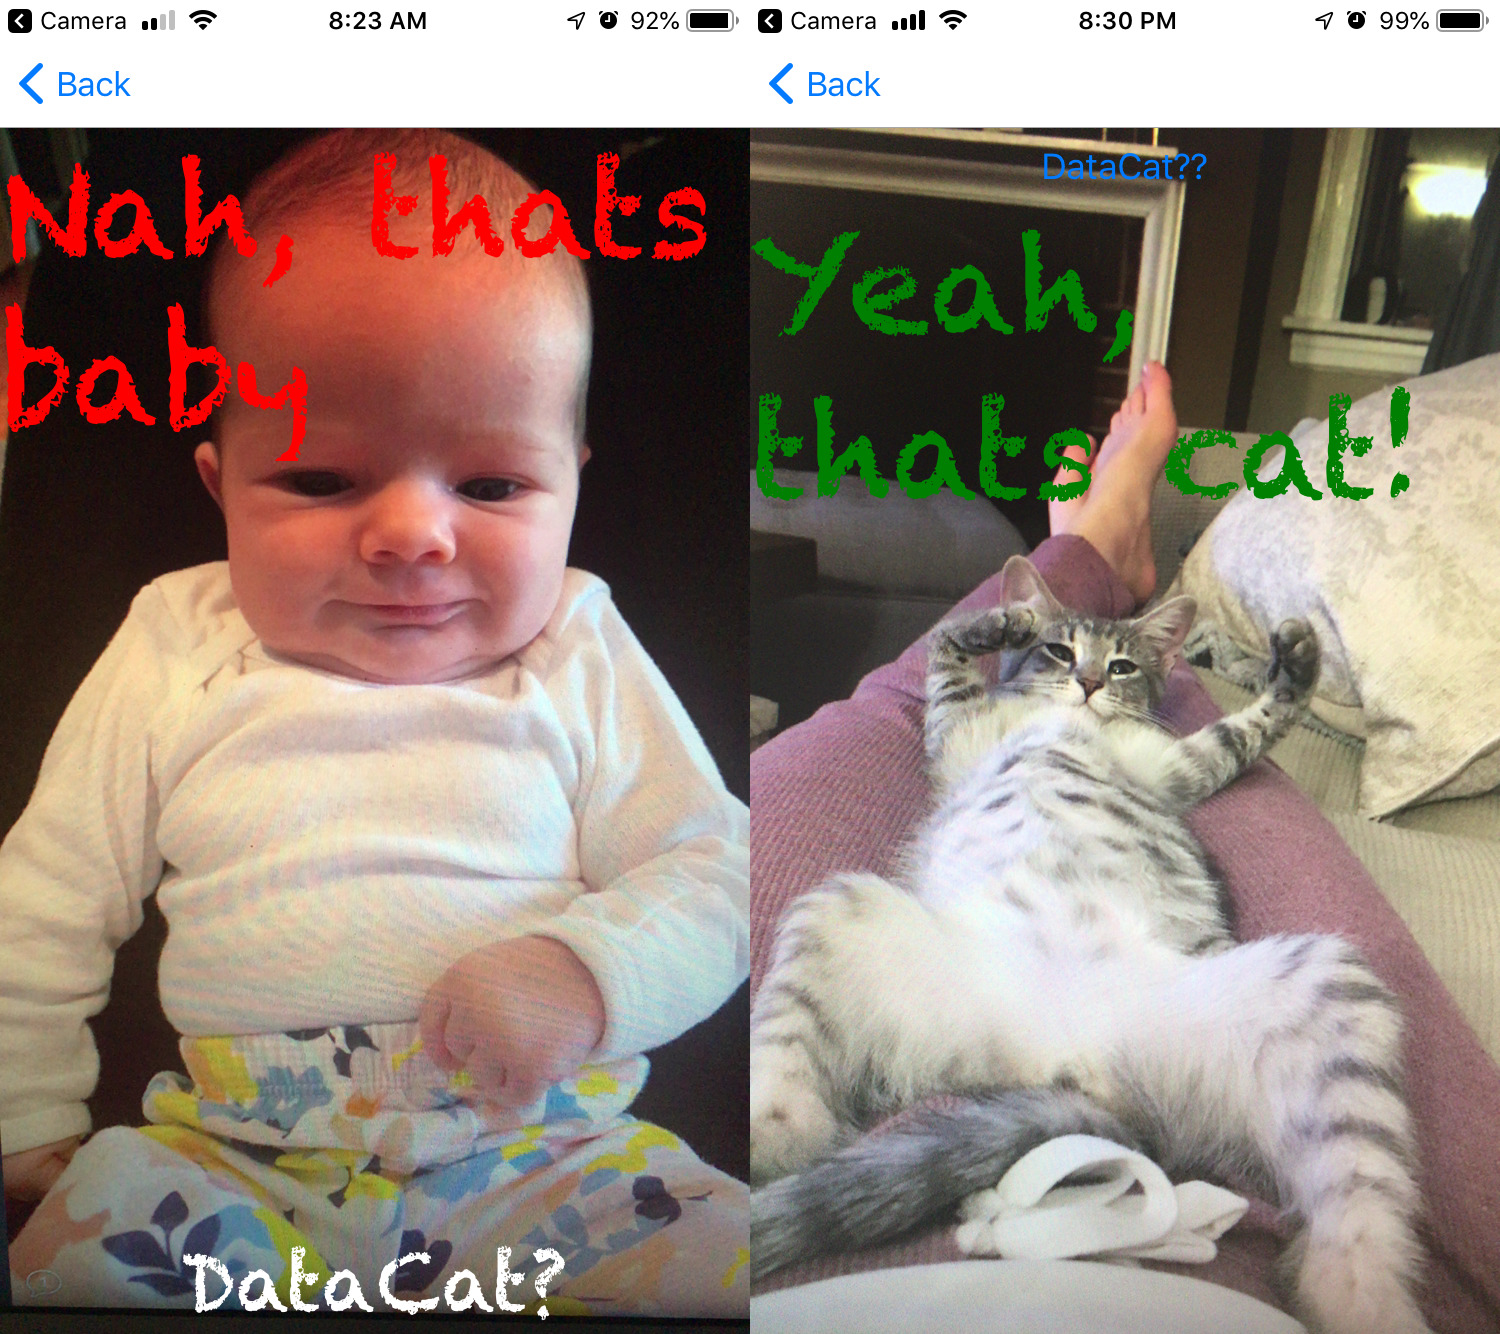 Camera 8:23 AM 92%
Back
Nah, thats
baby
DataCat?
Camera 8:30 PM 99%
Back
DataCat??
Yeah,
thats cat!